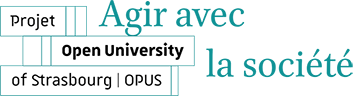 Projet
Open University
of Strasbourg | OPUS
Agir avec
la société